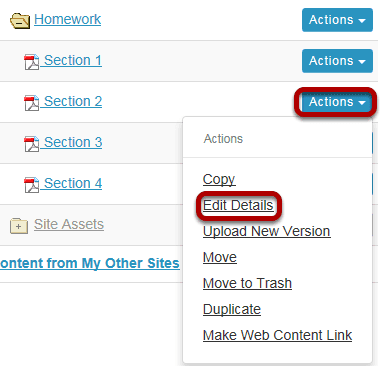 Homework Actions
Section 1 Actions
Section 2 Actions
Section 3
Section 4
Site Assets
ontent from My Other Sites
Actions
Copy
Edit Details
Upload New Version
Move
Move to Trash
Duplicate
Make Web Content Link